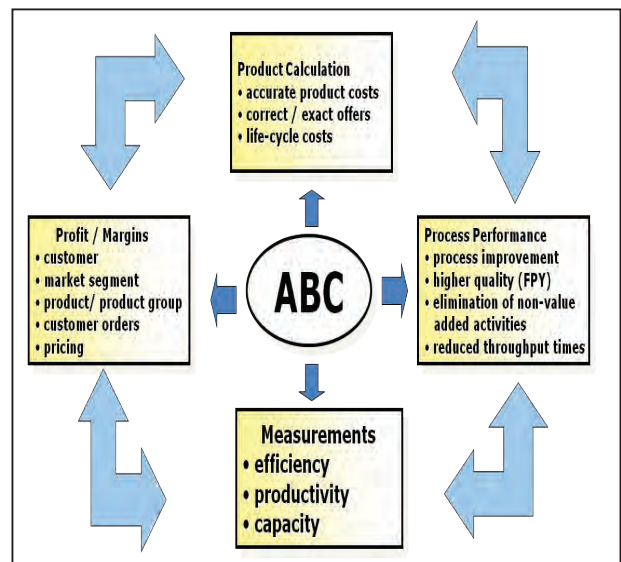 Product Calculation
• accurate product costs
• correct / exact offers
• life-cycle costs
Profit / Margins
• customer
• market segment
• product/ product group
• customer orders
• pricing
ABC
Process Performance
• process improvement
• higher quality (FPY)
• elimination of non-value
added activities
• reduced throughput times
Measurements
• efficiency
• productivity
• capacity